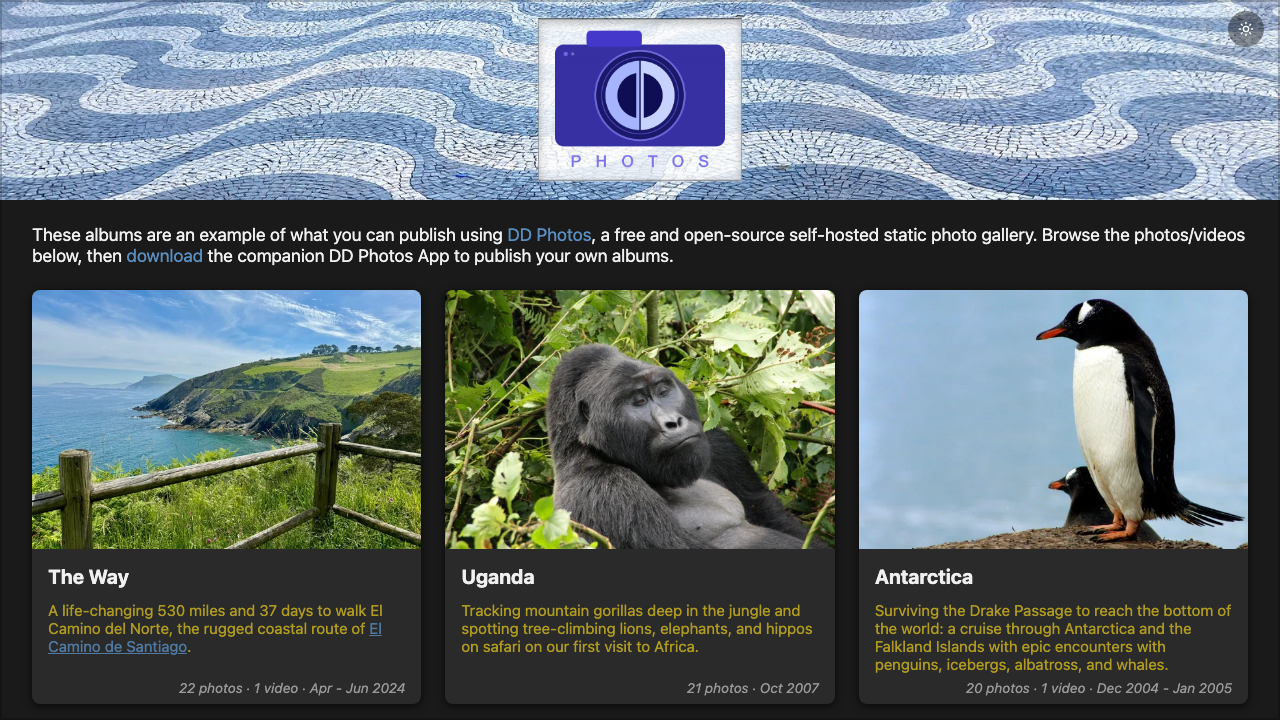 PHOTOS
These albums are an example of what you can publish using DD Photos, a free and open-source self-hosted static photo gallery. Browse the photos/videos
below, then download the companion DD Photos App to publish your own albums.
The Way
A life-changing 530 miles and 37 days to walk El
Camino del Norte, the rugged coastal route of El
Camino de Santiago.
22 photos · 1 video · Apr - Jun 2024
Uganda
Tracking mountain gorillas deep in the jungle and
spotting tree-climbing lions, elephants, and hippos
on safari on our first visit to Africa.
21 photos · Oct 2007
Antarctica
Surviving the Drake Passage to reach the bottom of
the world: a cruise through Antarctica and the
Falkland Islands with epic encounters with
penguins, icebergs, albatross, and whales.
20 photos · 1 video · Dec 2004 - Jan 2005